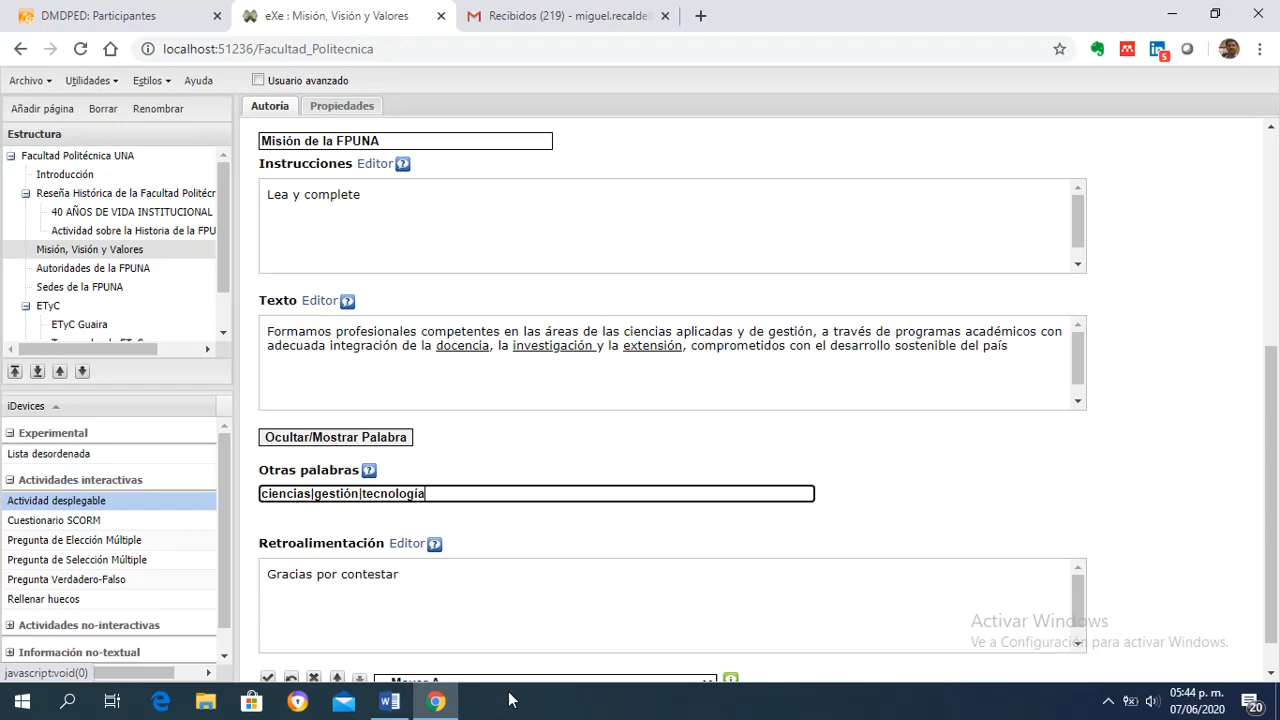 DMDPED: Participantes
eXe : Misión, Visión y Valores
Recibidos (219) - miguel.recalde
localhost:51236/Facultad_Politecnica
5
Archivo
Utilidades
Estilos
Ayuda
Usuario avanzado
Añadir página
Borrar
Renombrar
Autoría
Propiedades
Estructura
Facultad Politécnica UNA
Introducción
Reseña Histórica de la Facultad Politécr
40 AÑOS DE VIDA INSTITUCIONAL
Actividad sobre la Historia de la FPU
Misión, Visión y Valores
Autoridades de la FPUNA
Sedes de la FPUNA
ETyC
ETyC Guaira
iDevices
Experimental
Lista desordenada
Actividades interactivas
Actividad desplegable
Cuestionario SCORM
Pregunta de Elección Múltiple
Pregunta de Selección Múltiple
Pregunta Verdadero-Falso
Rellenar huecos
Actividades no-interactivas
Información no-textual
javascript:void(0)
Misión de la FPUNA
Instrucciones Editor ?
Lea y complete
Texto Editor ?
Formamos profesionales competentes en las áreas de las ciencias aplicadas y de gestión, a través de programas académicos con
adecuada integración de la docencia, la investigación y la extensión, comprometidos con el desarrollo sostenible del país
Ocultar/Mostrar Palabra
Otras palabras ?
ciencias|gestión|tecnología
Retroalimentación Editor ?
Gracias por contestar
Activar Windows
Ve a Configuración para activar Windows.
Mover A
05:44 p. m.
07/06/2020
20